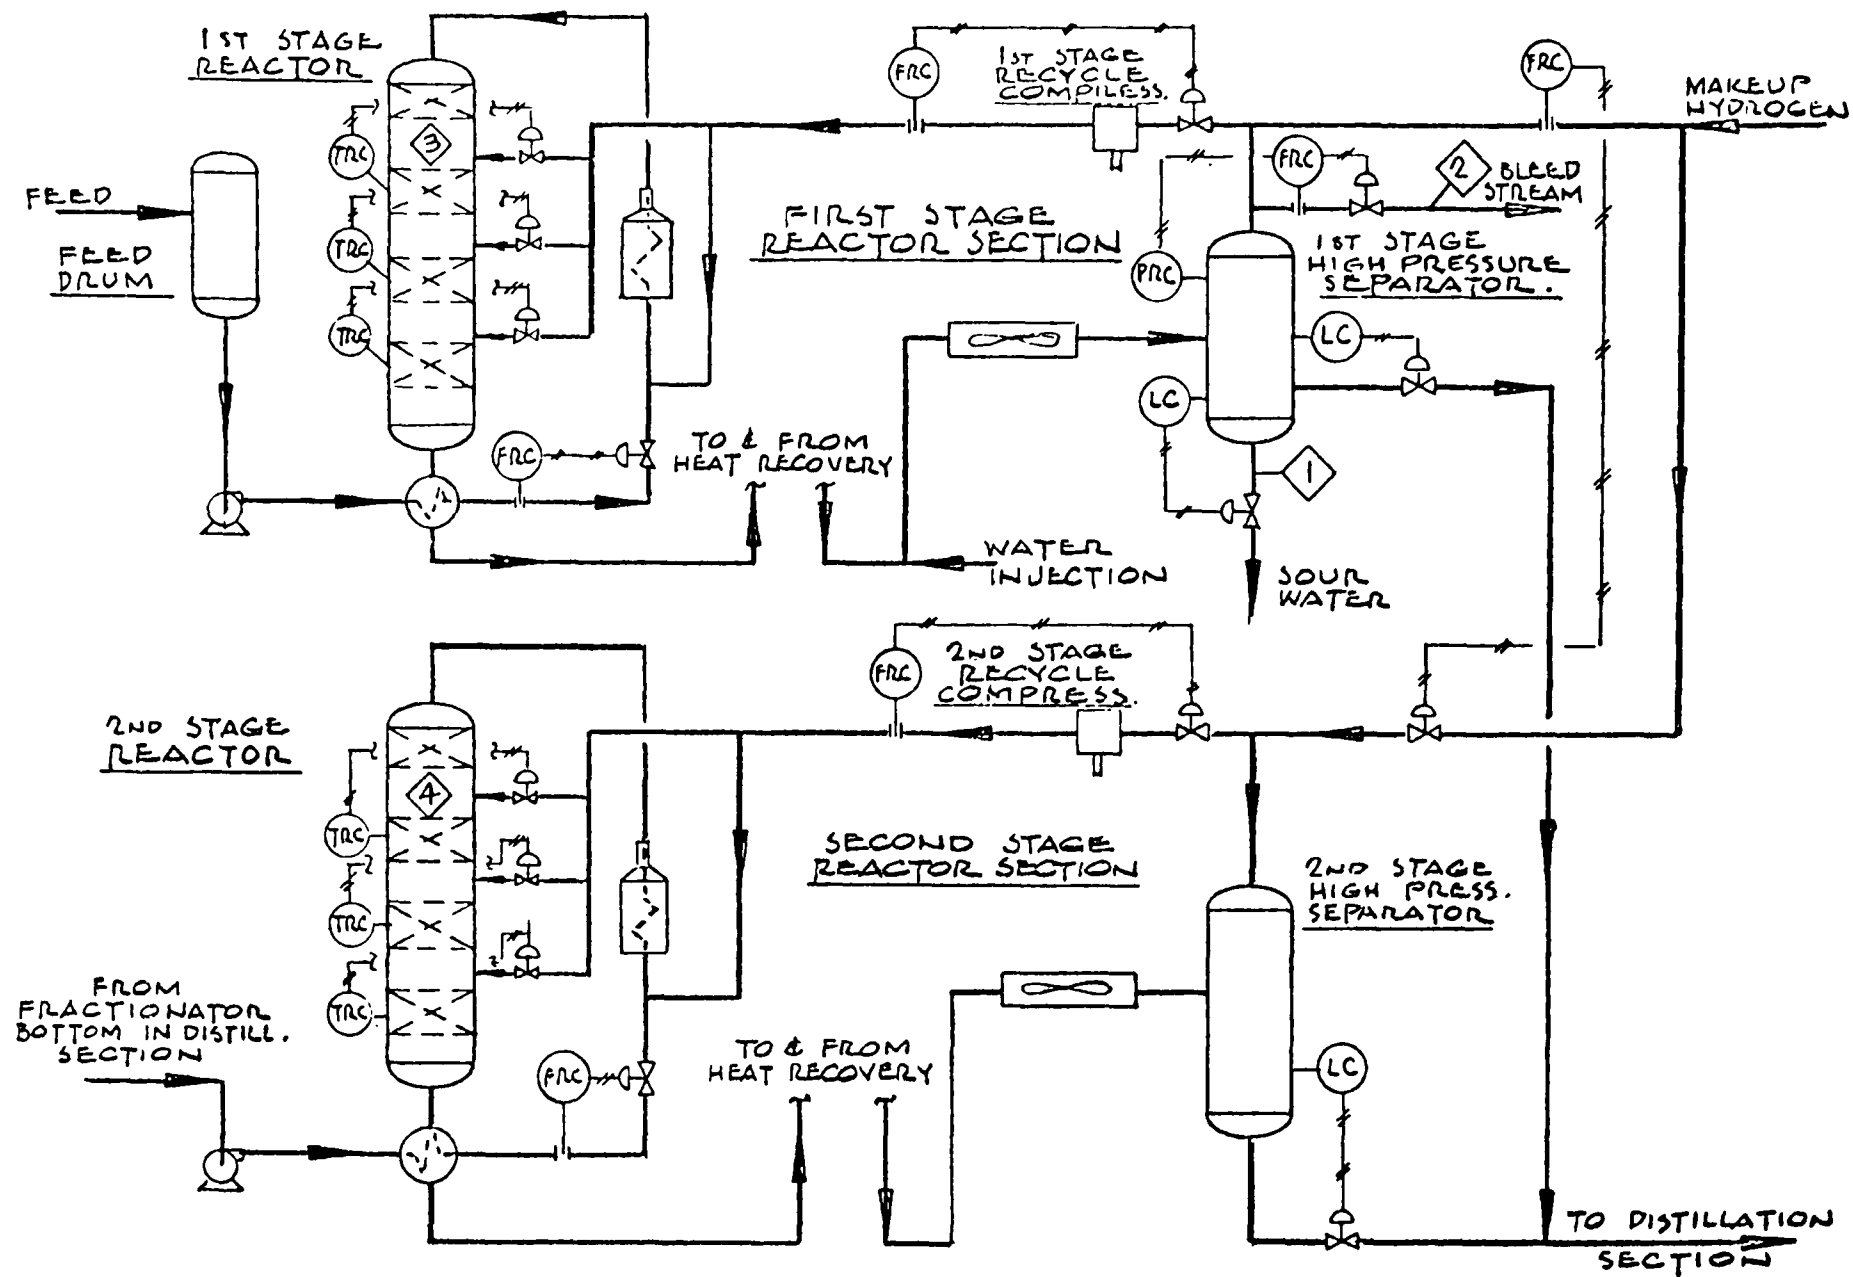 1ST STAGE
REACTOR
FRC
1ST STAGE
RECYCLE
COMPILESS.
FRC
MAKEUP
HYDROGEN
TRC
3
FRC
2
BLEED
STREAM
FEED
FEED
DRUM
TRC
TRC
FIRST STAGE
REACTOR SECTION
PRC
1ST STAGE
HIGH PRESSURE
SEPARATOR.
LC
LC
FRC
TO & FROM
HEAT RECOVERY
1
WATER
INJECTION
SOUR
WATER
2ND STAGE
REACTOR
FRC
2ND STAGE
RECYCLE
COMPRESS.
TRC
4
TRC
TRC
SECOND STAGE
REACTOR SECTION
2ND STAGE
HIGH PRESS.
SEPARATOR
FROM
FRACTIONATOR
BOTTOM IN DISTILL.
SECTION
FRC
TO & FROM
HEAT RECOVERY
LC
TO DISTILLATION
SECTION